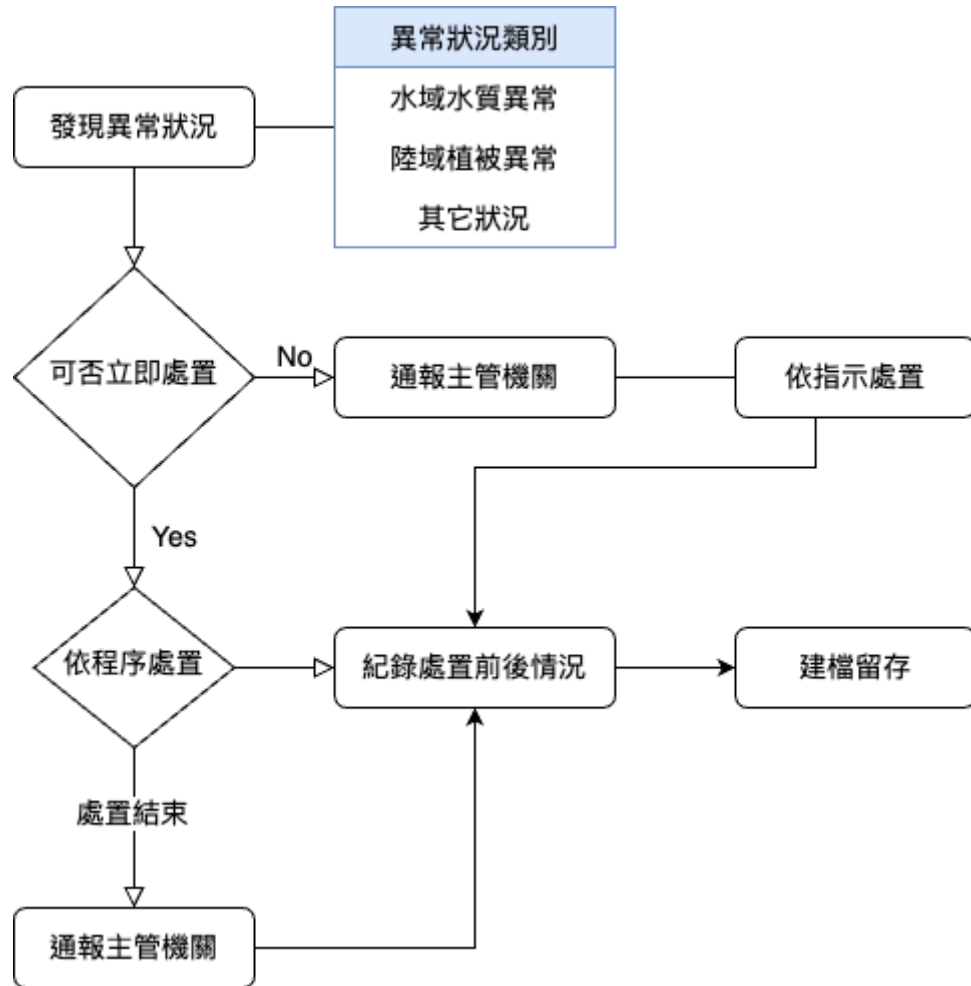 異常狀況類別
發現異常狀況
水域水質異常
陸域植被異常
其它狀況
可否立即處置
No
通報主管機關
依指示處置
Yes
依程序處置
紀錄處置前後情況
建檔留存
處置結束
通報主管機關